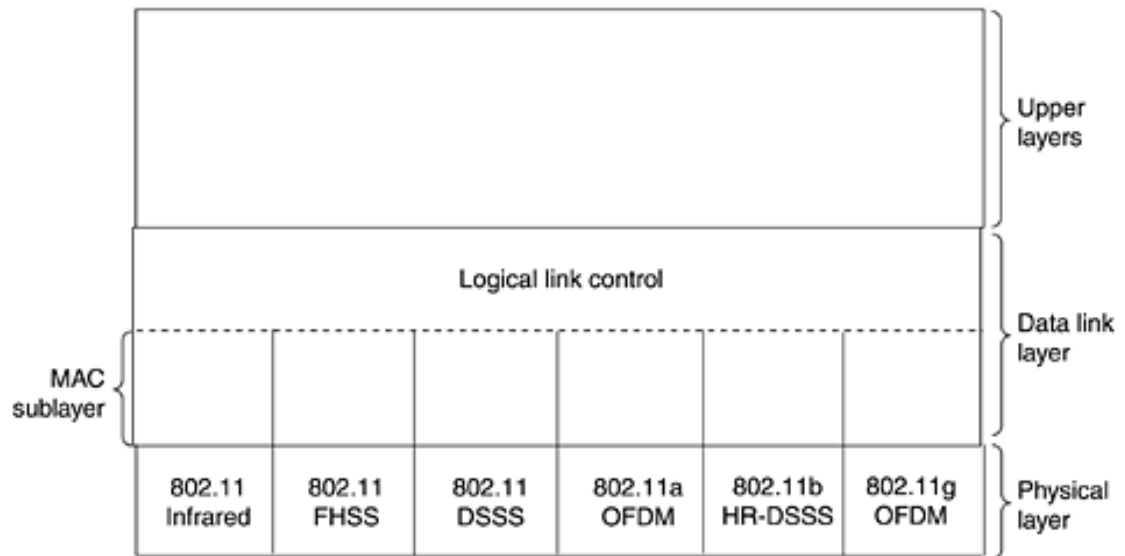 Upper
layers
Logical link control
Data link
layer
MAC
sublayer
802.11
Infrared
802.11
FHSS
802.11
DSSS
802.11a
OFDM
802.11b
HR-DSSS
802.11g
OFDM
Physical
layer